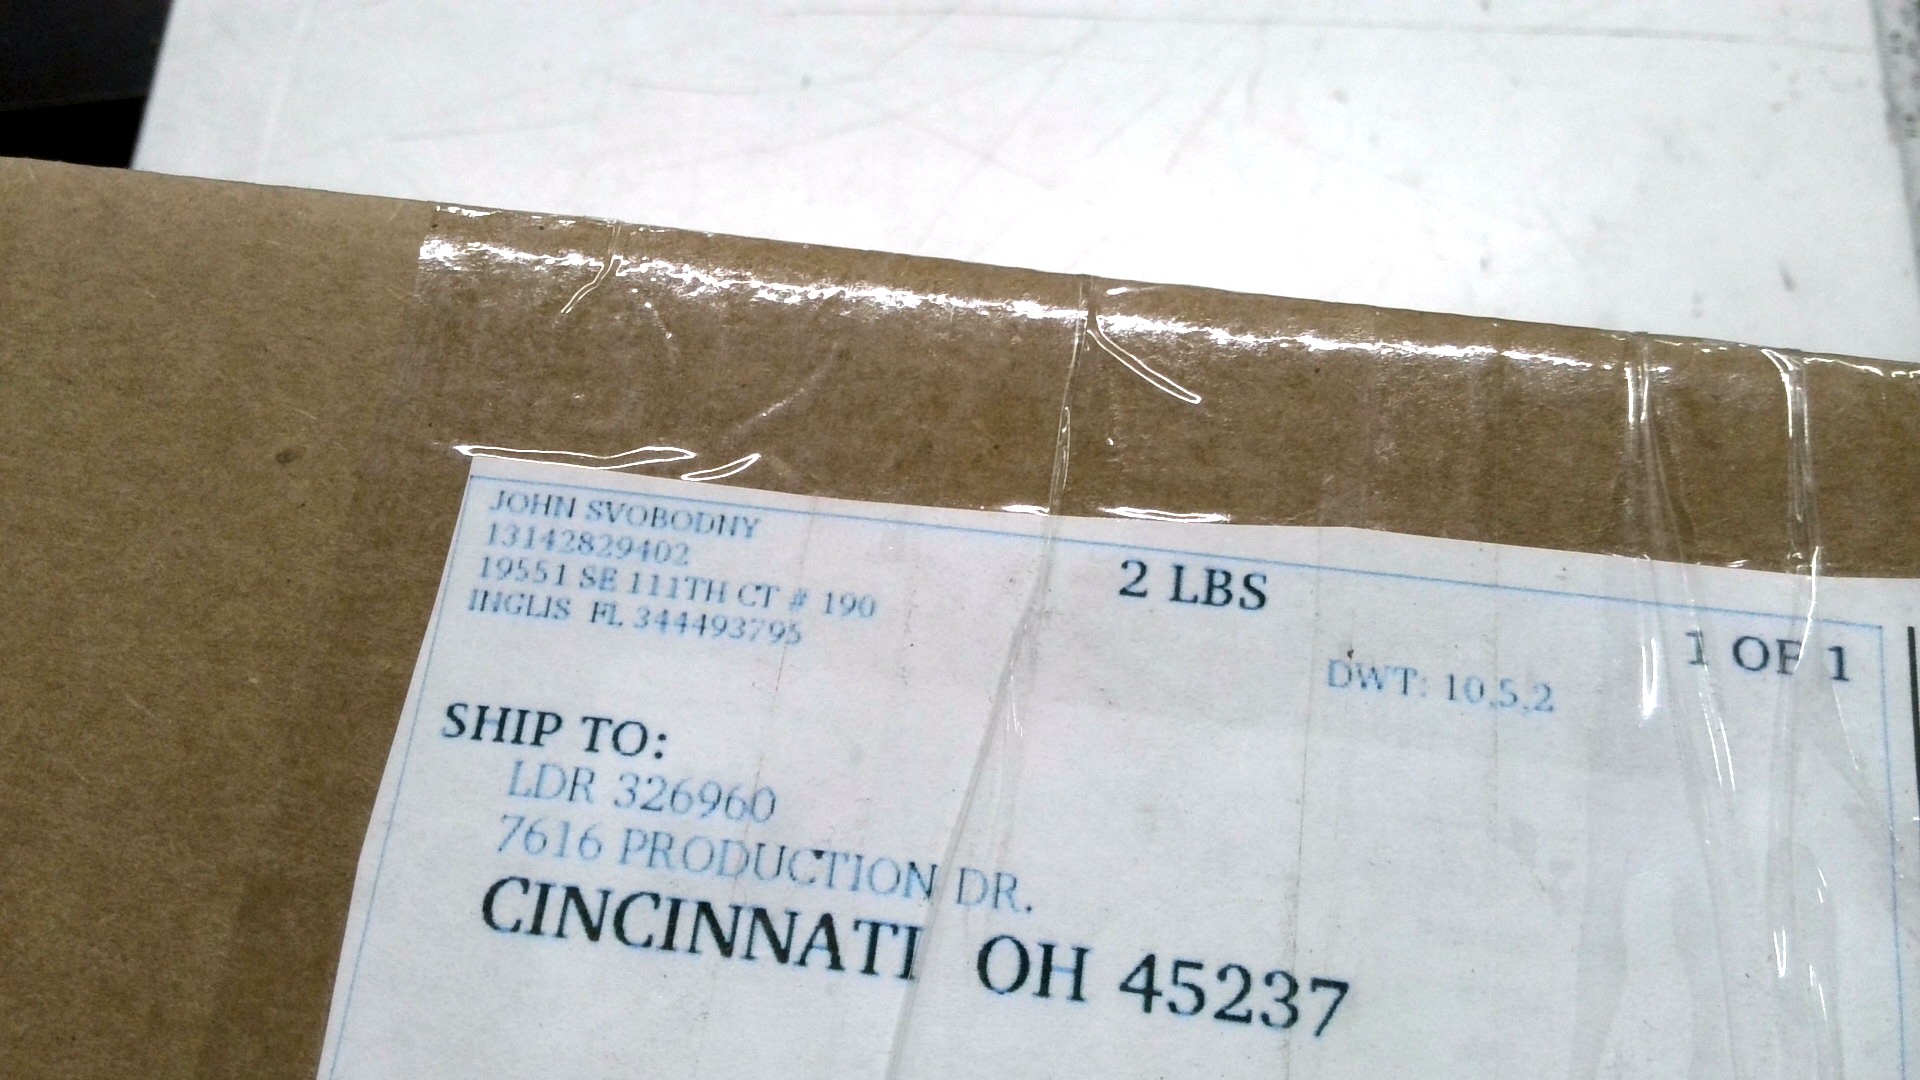 JOHN SVOBODNY
13142829402
19551 SE 111TH CT # 190
INGLIS FL 344493795
2 LBS
1 OF 1
DWT: 10,5,2
SHIP TO:
LDR 326960
7616 PRODUCTION DR.
CINCINNATI OH 45237